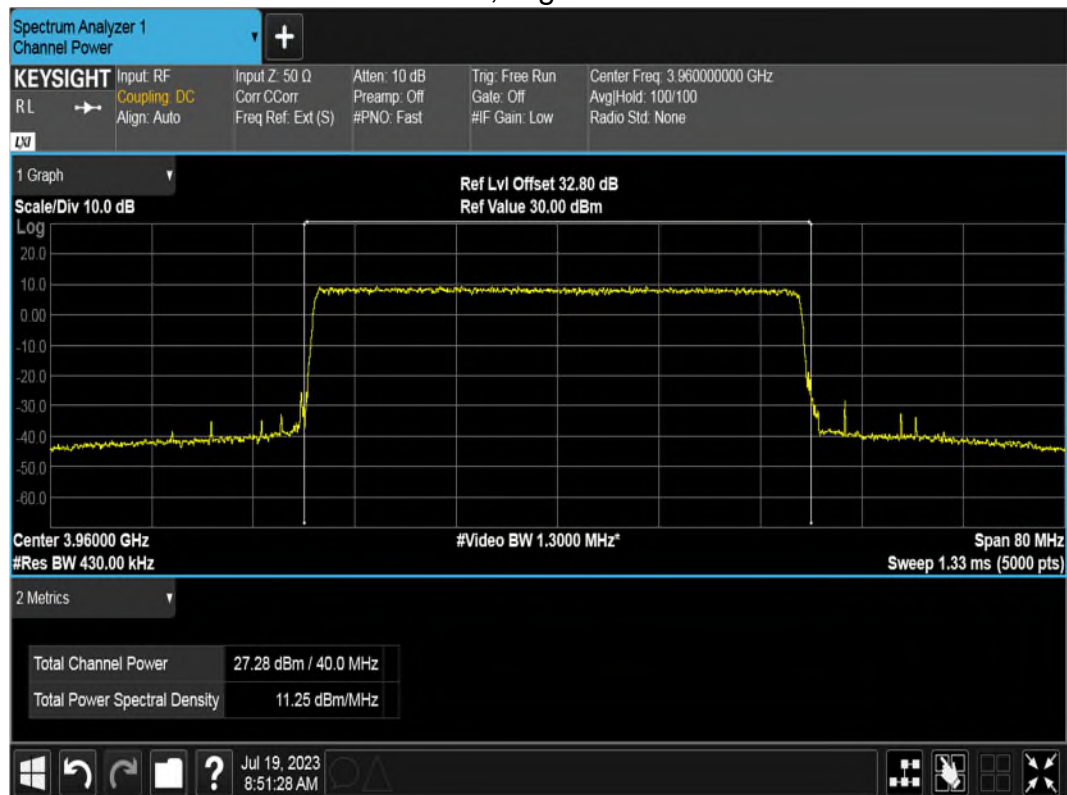 Spectrum Analyzer 1
Channel Power
+
KEYSIGHT
RL
LXI
Input: RF
Coupling: DC
Align: Auto
Input Z: 50 Ω
Corr CCorr
Freq Ref: Ext (S)
Atten: 10 dB
Preamp: Off
#PNO: Fast
Trig: Free Run
Gate: Off
#IF Gain: Low
Center Freq: 3.960000000 GHz
Avg|Hold: 100/100
Radio Std: None
1 Graph
Scale/Div 10.0 dB
Ref Lvl Offset 32.80 dB
Ref Value 30.00 dBm
Log
20.0
10.0
0.00
-10.0
-20.0
-30.0
-40.0
-50.0
-60.0
Center 3.96000 GHz
#Res BW 430.00 kHz
#Video BW 1.3000 MHz*
Span 80 MHz
Sweep 1.33 ms (5000 pts)
2 Metrics
Total Channel Power 27.28 dBm / 40.0 MHz
Total Power Spectral Density 11.25 dBm/MHz
?
Jul 19, 2023
8:51:28 AM